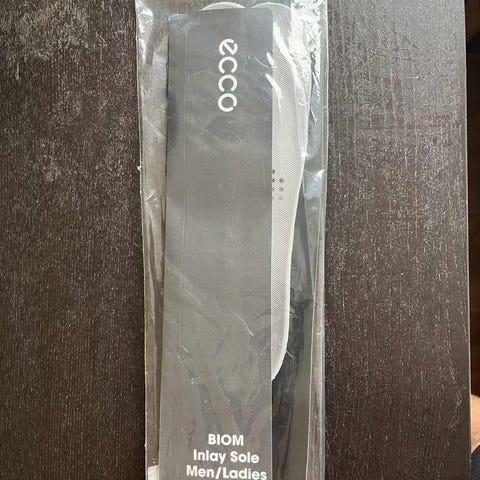 ecco
BIOM
Inlay Sole
Men/Ladies